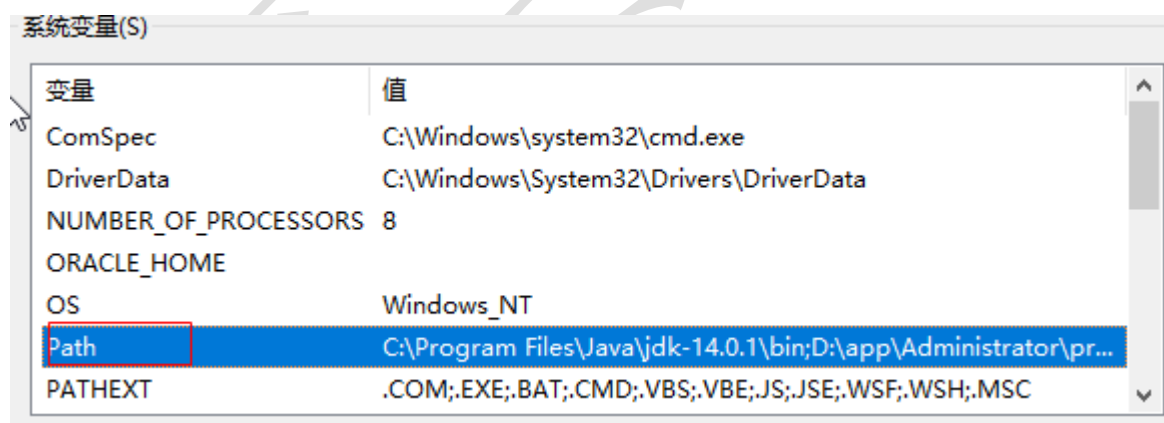 系统变量(S)
变量 值
ComSpec C:\Windows\system32\cmd.exe
DriverData C:\Windows\System32\Drivers\DriverData
NUMBER_OF_PROCESSORS 8
ORACLE_HOME
OS Windows_NT
Path C:\Program Files\Java\jdk-14.0.1\bin;D:\app\Administrator\pr...
PATHEXT .COM;.EXE;.BAT;.CMD;.VBS;.VBE;.JS;.JSE;.WSF;.WSH;.MSC